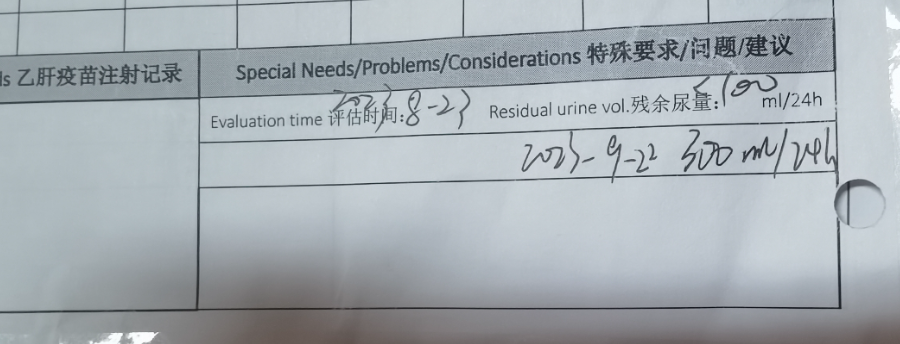 ds 乙肝疫苗注射记录
Special Needs/Problems/Considerations 特殊要求/问题/建议
Evaluation time 评估时间: 2023-8-23 Residual urine vol.残余尿量: <100 ml/24h
2023-9-22 300 ml/24h